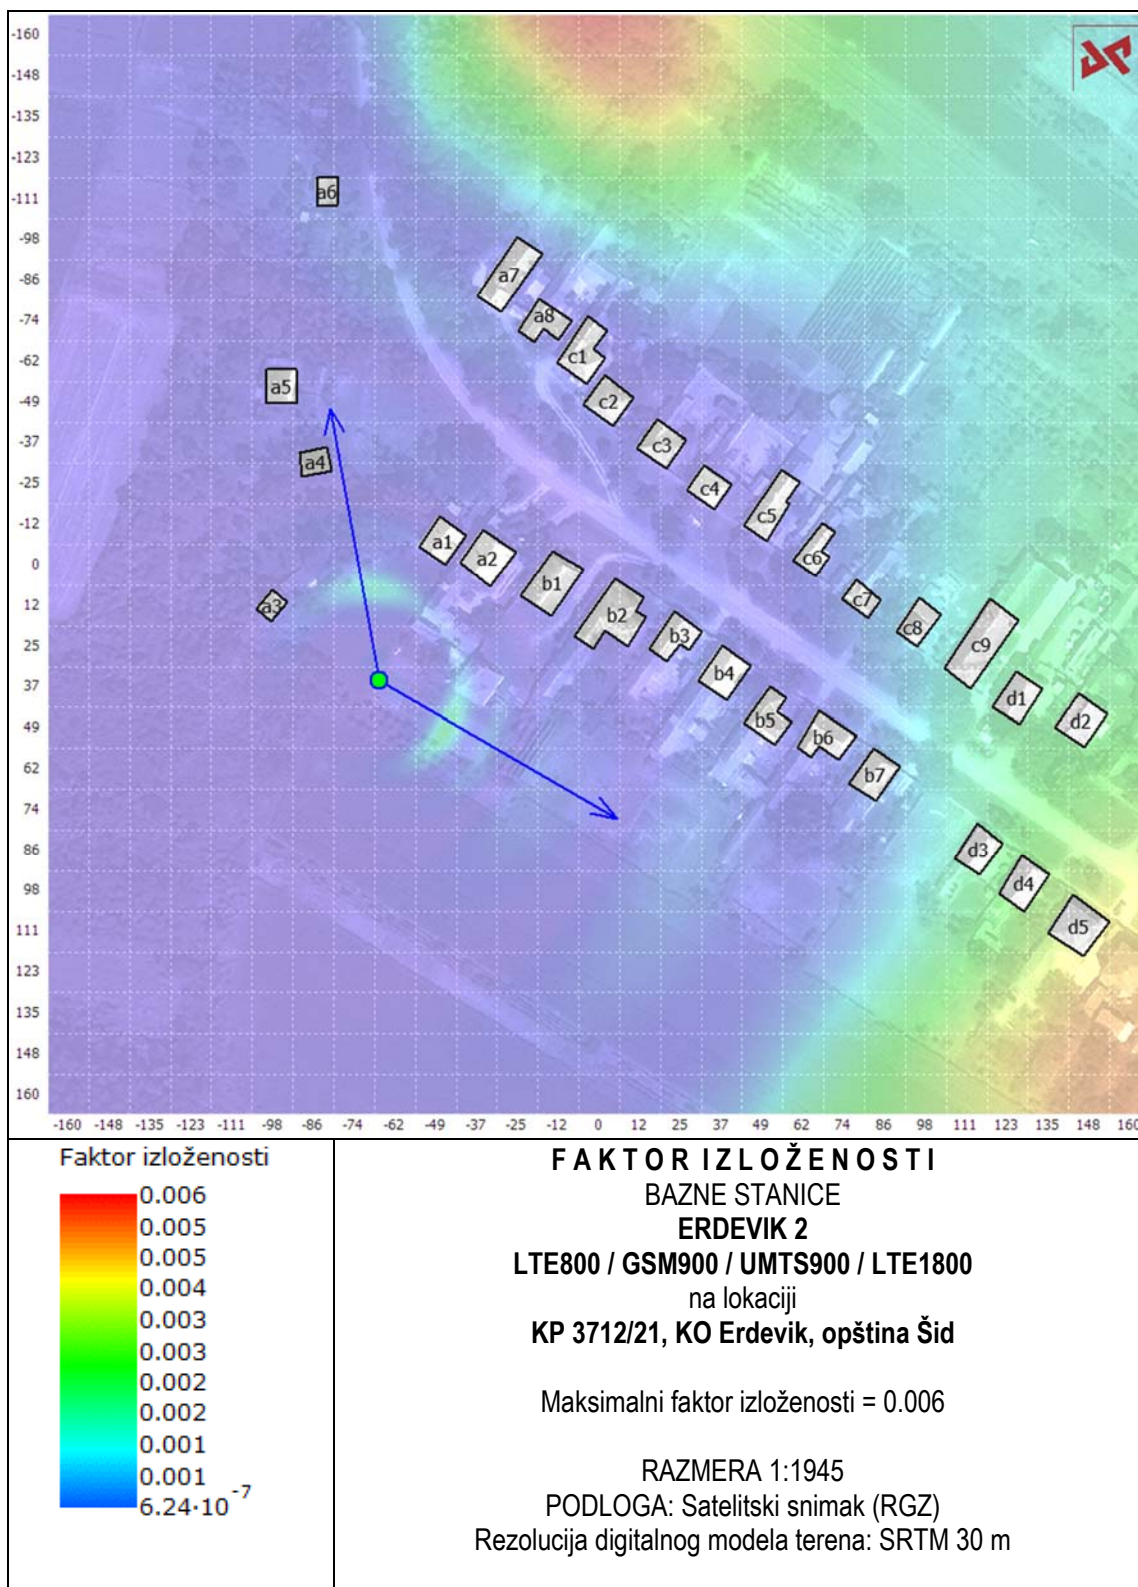 -160
-148
-135
-123
-111
-98
-86
-74
-62
-49
-37
-25
-12
0
12
25
37
49
62
74
86
98
111
123
135
148
160
a6
a7
a8
c1
a5
c2
c3
a4
c4
c5
a1
a2
c6
b1
c7
a3
b2
c8
b3
c9
b4
d1
b5
d2
b6
b7
d3
d4
d5
-160 -148 -135 -123 -111 -98 -86 -74 -62 -49 -37 -25 -12 0 12 25 37 49 62 74 86 98 111 123 135 148 160
Faktor izloženosti
0.006
0.005
0.005
0.004
0.003
0.003
0.002
0.002
0.001
0.001
6.24·10⁻⁷
FAKTOR IZLOŽENOSTI
BAZNE STANICE
ERDEVIK 2
LTE800 / GSM900 / UMTS900 / LTE1800
na lokaciji
KP 3712/21, KO Erdevik, opština Šid
Maksimalni faktor izloženosti = 0.006
RAZMERA 1:1945
PODLOGA: Satelitski snimak (RGZ)
Rezolucija digitalnog modela terena: SRTM 30 m